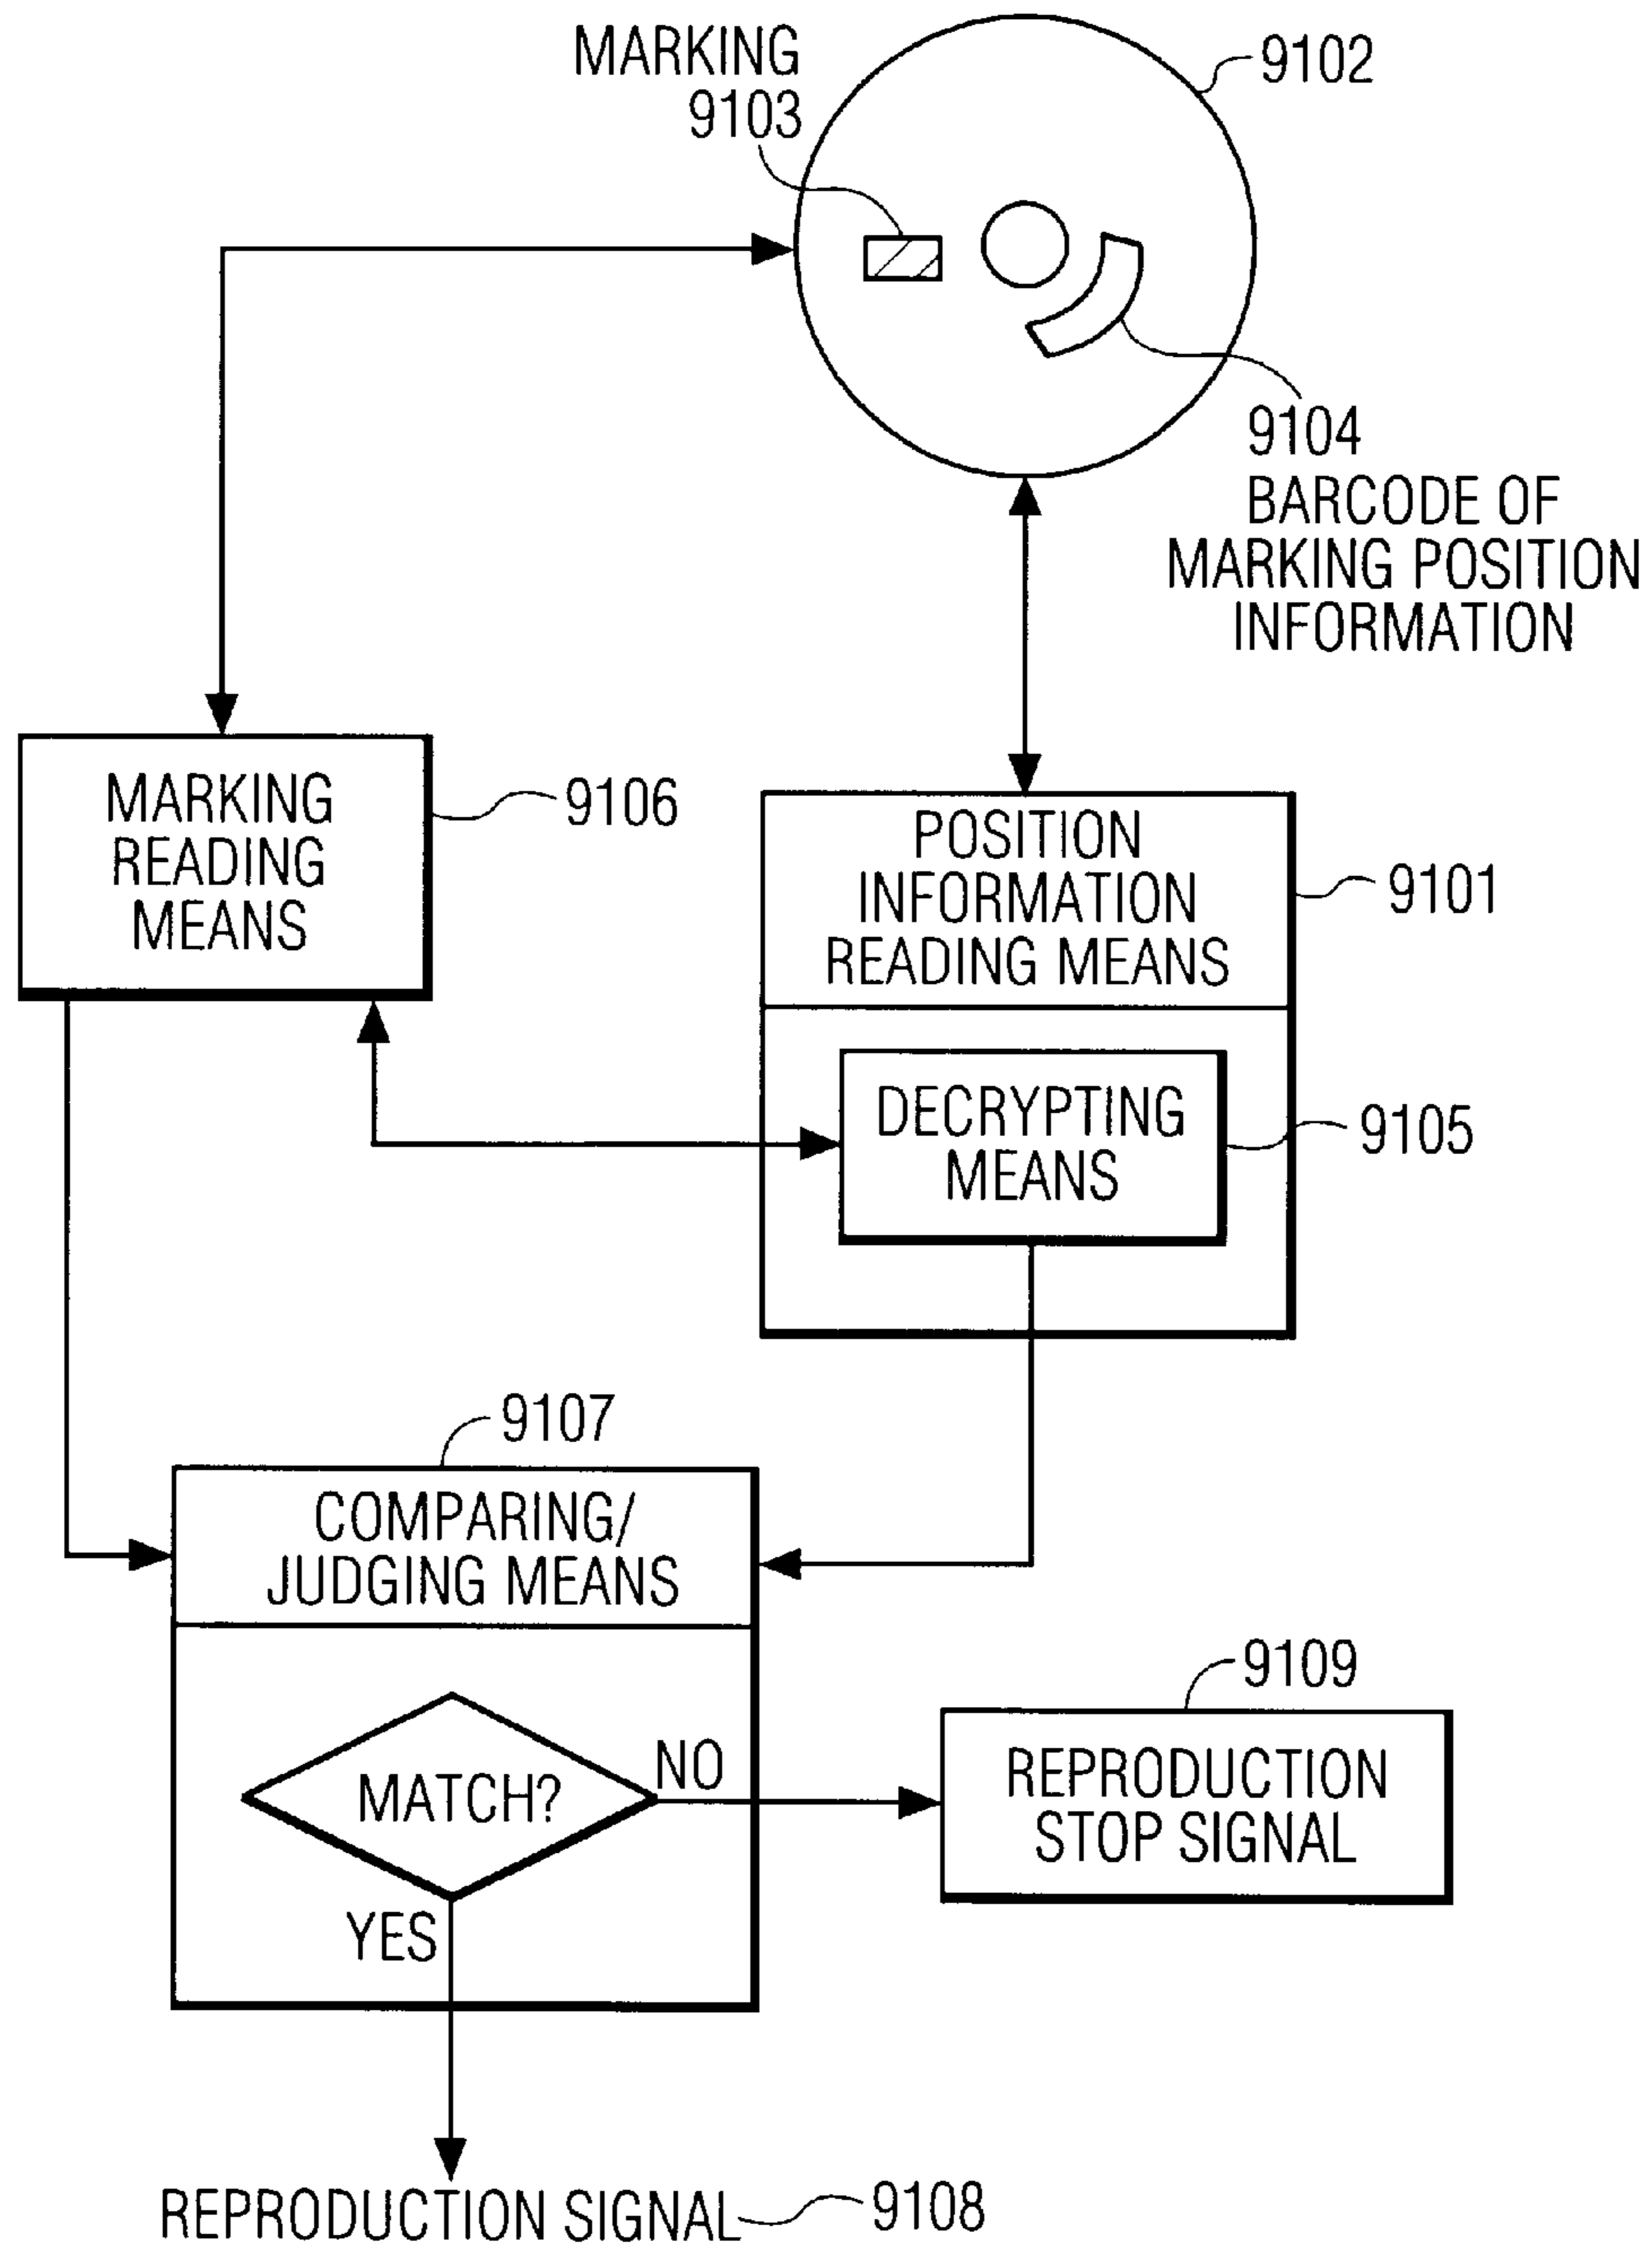 MARKING
9103
9102
9104
BARCODE OF
MARKING POSITION
INFORMATION
MARKING
READING
MEANS
9106
POSITION
INFORMATION
READING MEANS
9101
DECRYPTING
MEANS
9105
9107
COMPARING/
JUDGING MEANS
MATCH?
NO
YES
9109
REPRODUCTION
STOP SIGNAL
REPRODUCTION SIGNAL
9108